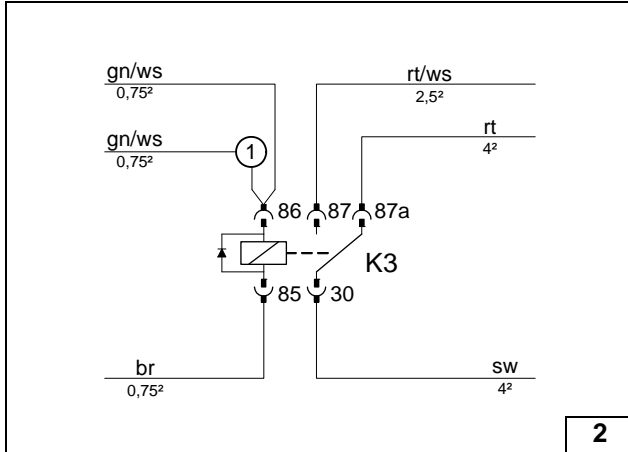 gn/ws
0,75²
rt/ws
2,5²
gn/ws
0,75²
1
rt
4²
86
87
87a
K3
85
30
br
0,75²
sw
4²
2